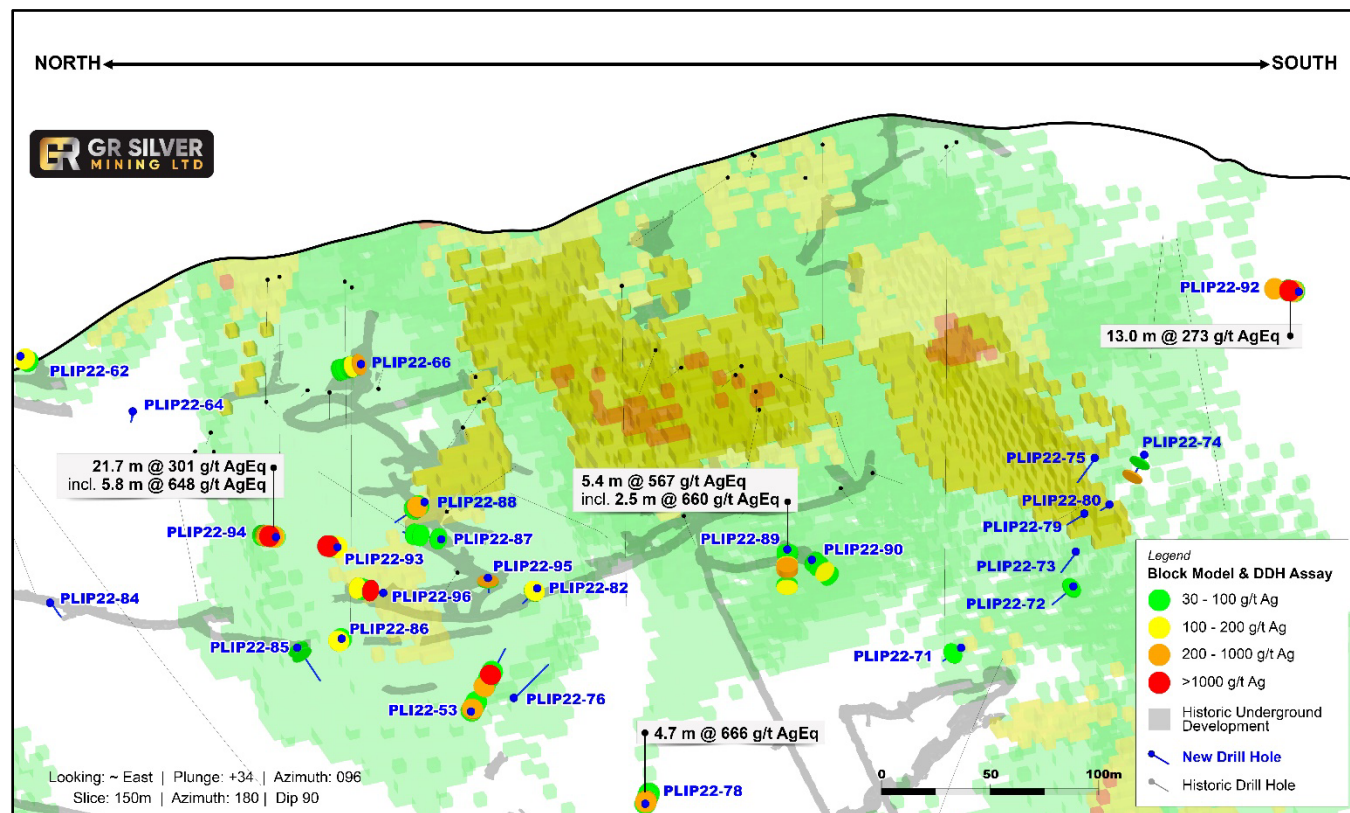 NORTH
SOUTH
GR GR SILVER
MINING LTD
PLIP22-92
13.0 m @ 273 g/t AgEq
PLIP22-62
PLIP22-66
PLIP22-64
21.7 m @ 301 g/t AgEq
incl. 5.8 m @ 648 g/t AgEq
5.4 m @ 567 g/t AgEq
incl. 2.5 m @ 660 g/t AgEq
PLIP22-74
PLIP22-75
PLIP22-80
PLIP22-79
PLIP22-88
PLIP22-94
PLIP22-87
PLIP22-93
PLIP22-89
PLIP22-90
PLIP22-95
PLIP22-73
PLIP22-96
PLIP22-82
PLIP22-72
PLIP22-84
PLIP22-86
PLIP22-85
PLIP22-71
PLI22-53
PLIP22-76
4.7 m @ 666 g/t AgEq
PLIP22-78
Legend
Block Model & DDH Assay
30 - 100 g/t Ag
100 - 200 g/t Ag
200 - 1000 g/t Ag
>1000 g/t Ag
Historic Underground
Development
New Drill Hole
Historic Drill Hole
0 50 100m
Looking: ~ East | Plunge: +34 | Azimuth: 096
Slice: 150m | Azimuth: 180 | Dip 90